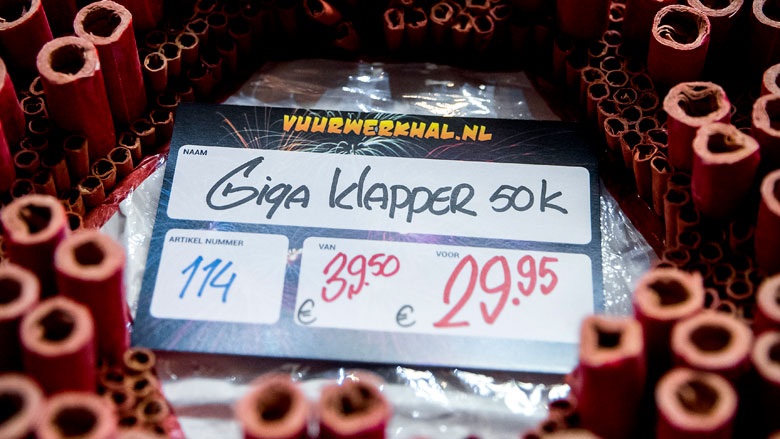 VUURWERKHAL.NL
NAAM
Giga Klapper 50k
ARTIKEL NUMMER
114
VAN
€ 39.50
VOOR
€ 29.95